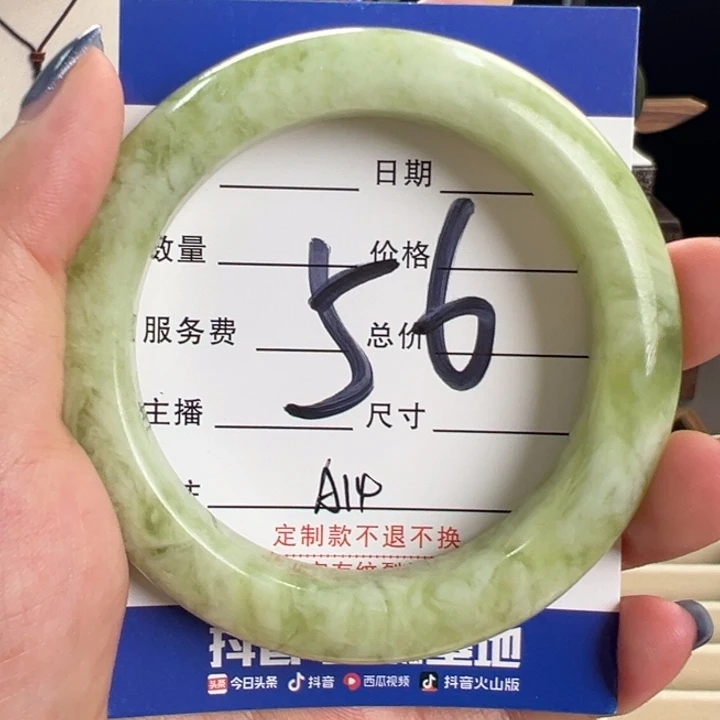 日期
数量 价格
56
服务费 总价
主播 尺寸
A1P
定制款不退不换
今日头条 抖音 西瓜视频 抖音火山版